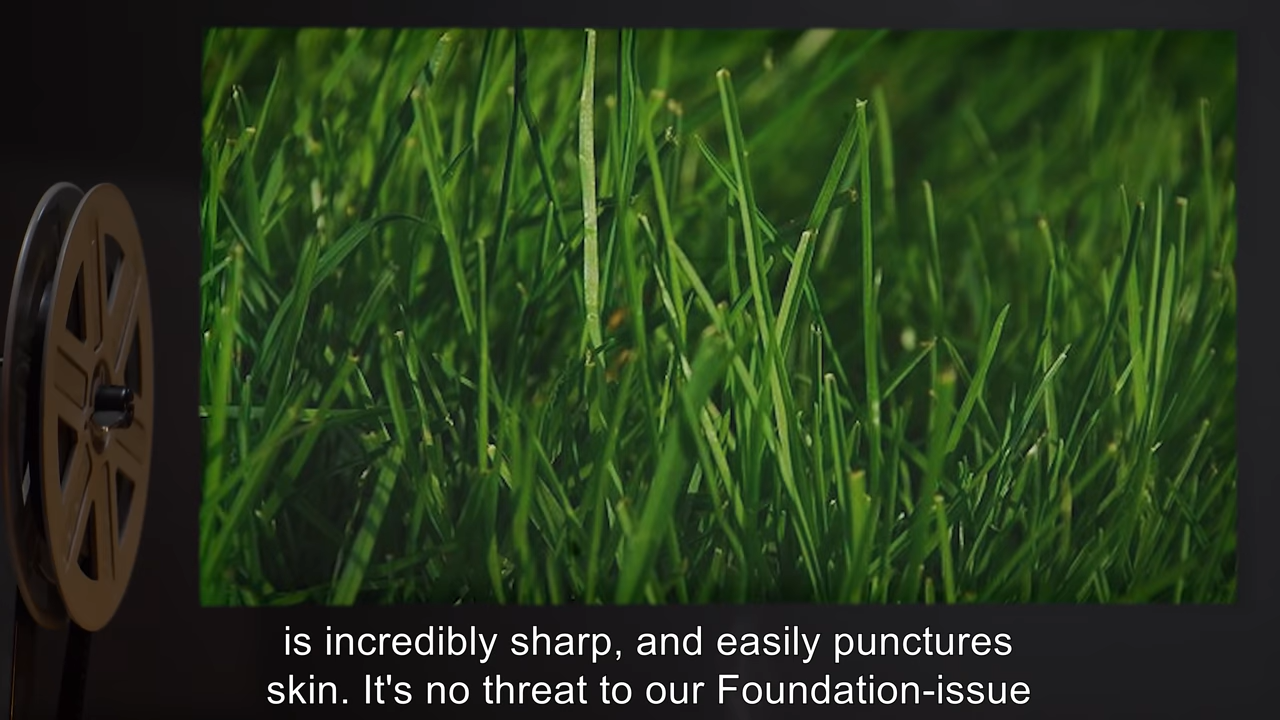 is incredibly sharp, and easily punctures
skin. It's no threat to our Foundation-issue